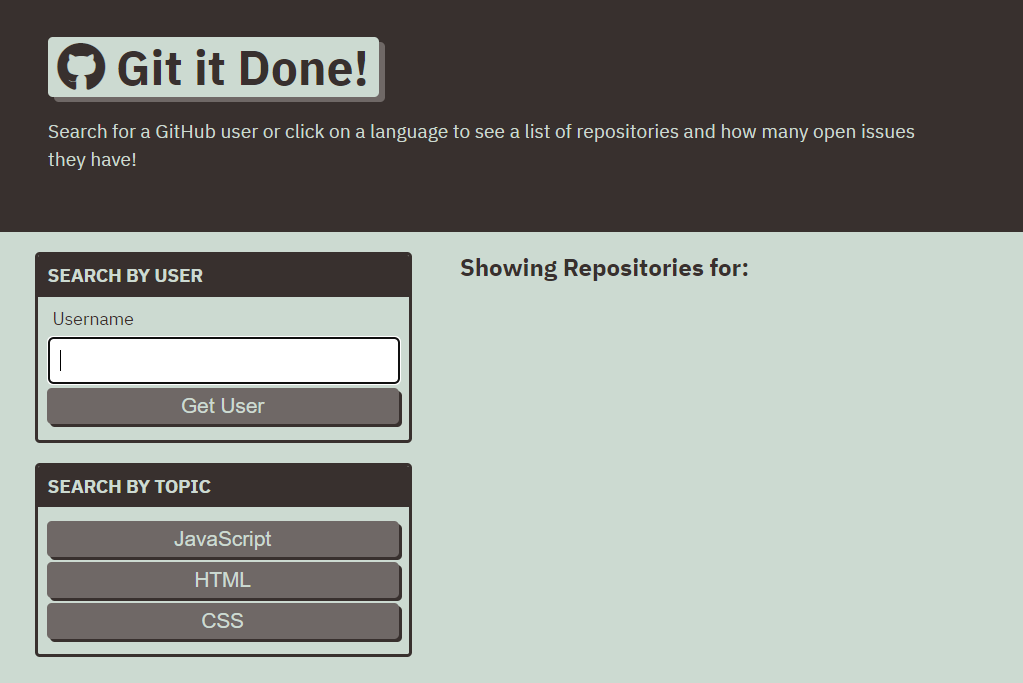 Git it Done!
Search for a GitHub user or click on a language to see a list of repositories and how many open issues
they have!
SEARCH BY USER
Username
Get User
SEARCH BY TOPIC
JavaScript
HTML
CSS
Showing Repositories for: